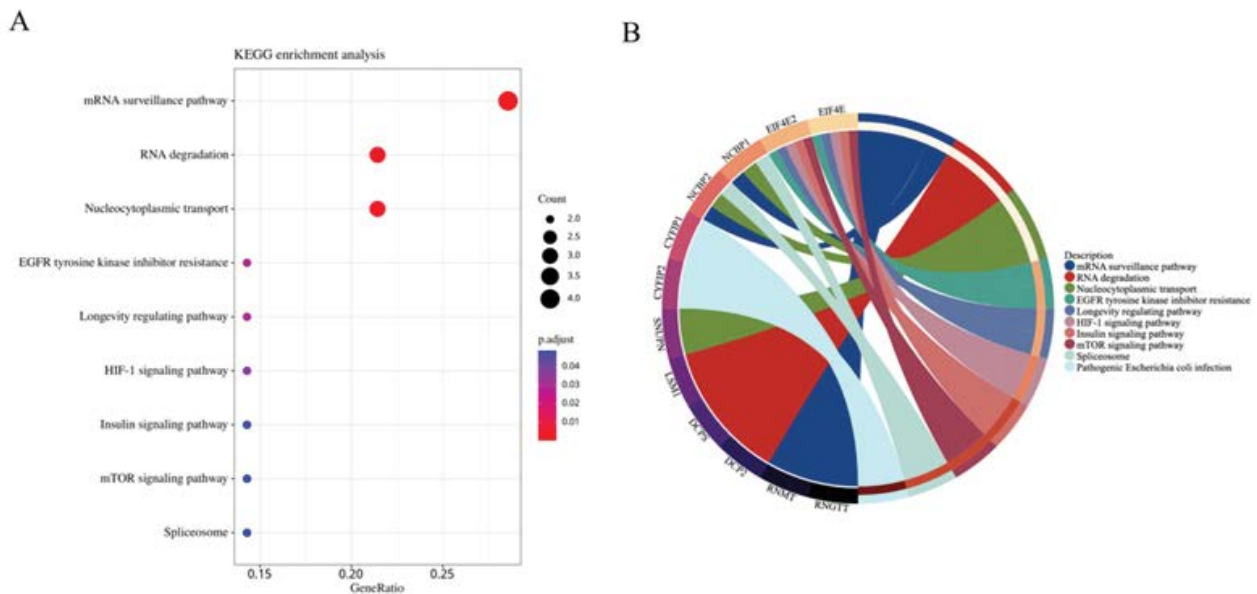 A
KEGG enrichment analysis
mRNA surveillance pathway
RNA degradation
Nucleocytoplasmic transport
EGFR tyrosine kinase inhibitor resistance
Longevity regulating pathway
HIF-1 signaling pathway
Insulin signaling pathway
mTOR signaling pathway
Spliceosome
0.15 0.20 0.25
GeneRatio
Count
2.0
2.5
3.0
3.5
4.0
p.adjust
0.04
0.03
0.02
0.01
B
EIF4E
EIF4E2
NCBP1
NCBP2
CYFIP1
CYFIP2
SNUPN
LSM1
DCPS
DCP2
RNMT
RNGTT
Description
mRNA surveillance pathway
RNA degradation
Nucleocytoplasmic transport
EGFR tyrosine kinase inhibitor resistance
Longevity regulating pathway
HIF-1 signaling pathway
Insulin signaling pathway
mTOR signaling pathway
Spliceosome
Pathogenic Escherichia coli infection